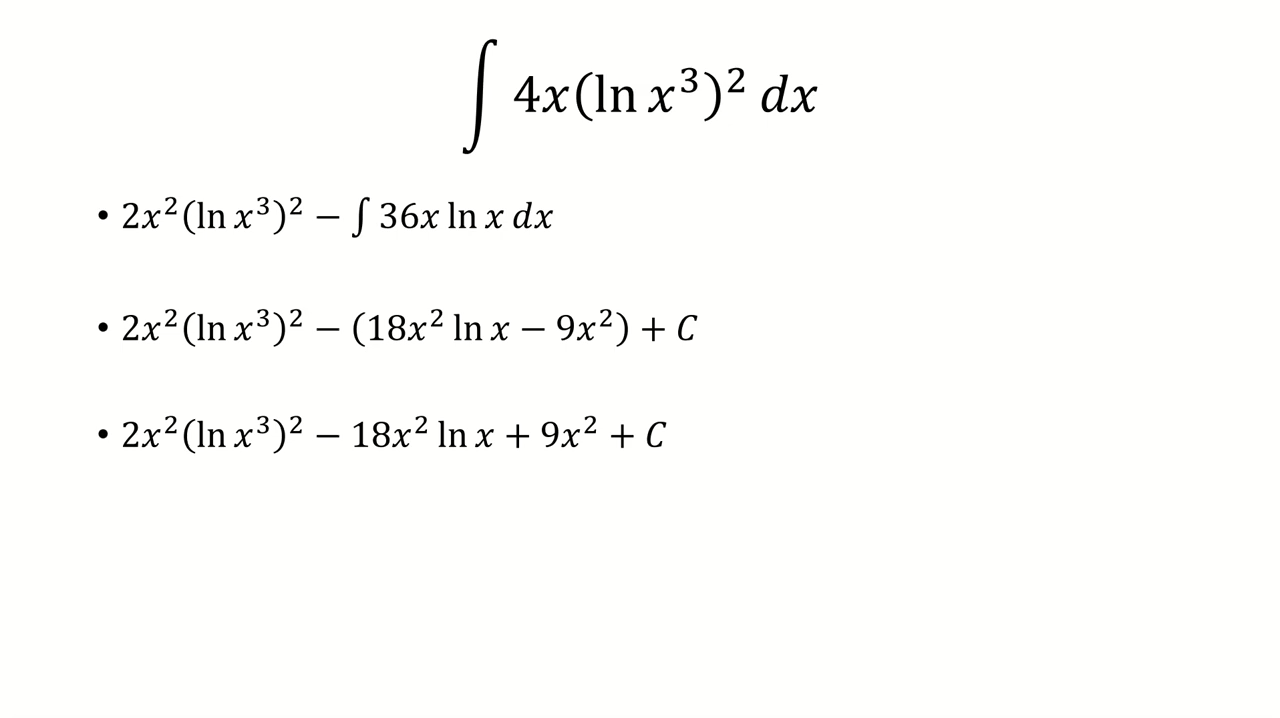 ∫ 4x(ln x³)² dx
• 2x²(ln x³)² − ∫ 36x ln x dx
• 2x²(ln x³)² − (18x² ln x − 9x²) + C
• 2x²(ln x³)² − 18x² ln x + 9x² + C